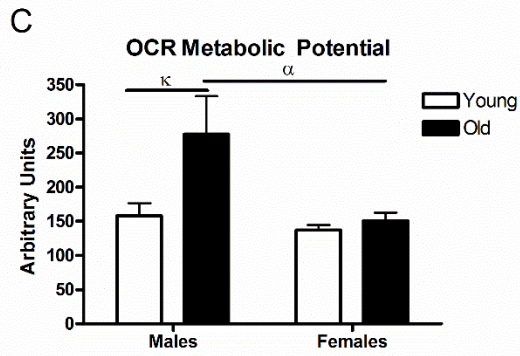 C
OCR Metabolic Potential
κ
α
Young
Old
Arbitrary Units
350
300
250
200
150
100
50
0
Males Females